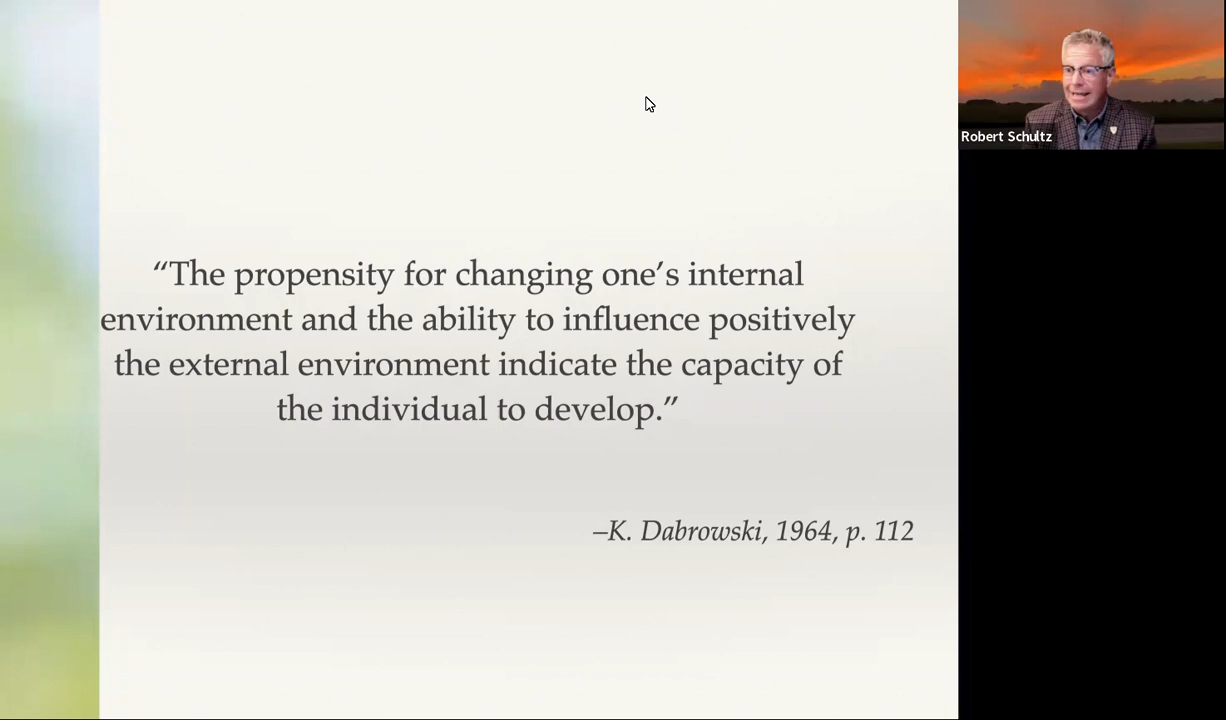 “The propensity for changing one’s internal
environment and the ability to influence positively
the external environment indicate the capacity of
the individual to develop.”
–K. Dabrowski, 1964, p. 112
Robert Schultz